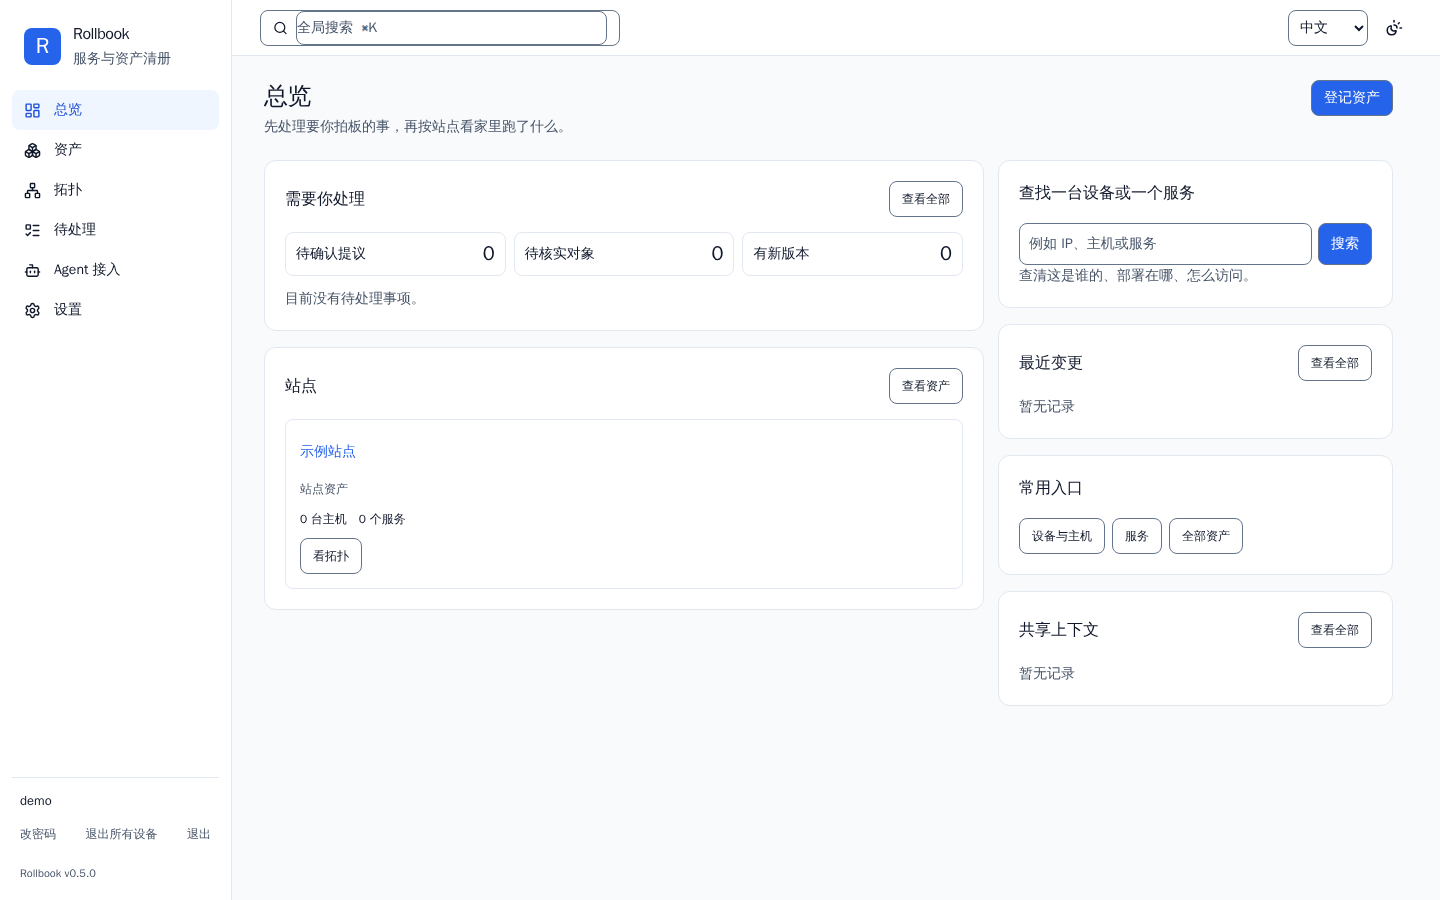 R
Rollbook
服务与资产清册
总览
资产
拓扑
待处理
Agent 接入
设置
demo
改密码 退出所有设备 退出
Rollbook v0.5.0
全局搜索 ⌘K
中文
总览
先处理要你拍板的事，再按站点看家里跑了什么。
登记资产
需要你处理
查看全部
待确认提议 0
待核实对象 0
有新版本 0
目前没有待处理事项。
站点
查看资产
示例站点
站点资产
0 台主机 0 个服务
看拓扑
查找一台设备或一个服务
例如 IP、主机或服务
搜索
查清这是谁的、部署在哪、怎么访问。
最近变更
查看全部
暂无记录
常用入口
设备与主机 服务 全部资产
共享上下文
查看全部
暂无记录